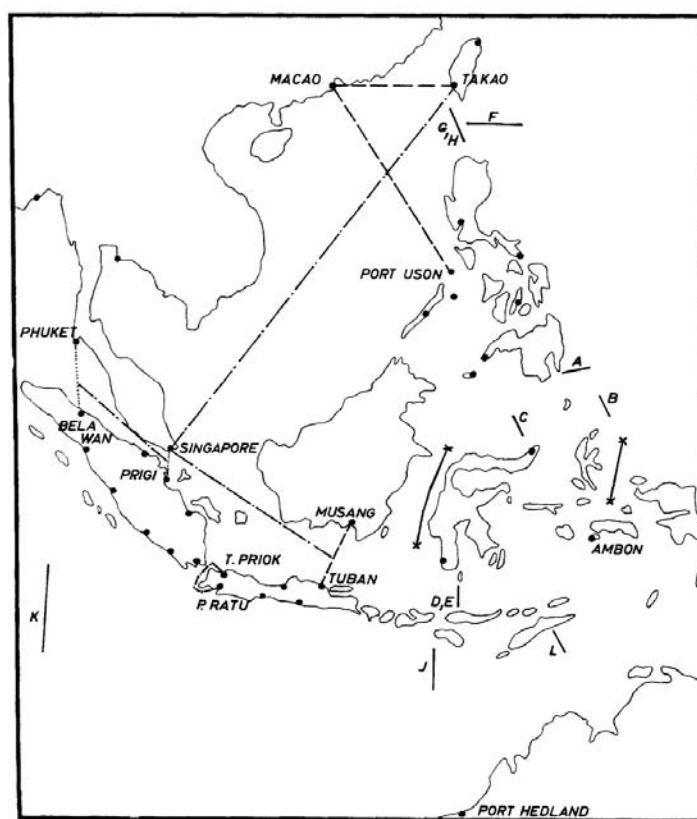 MACAO
TAKAO
G,H
F
PORT USON
PHUKET
A
B
C
BELA
WAN
SINGAPORE
PRIGI
MUSANG
AMBON
T. PRIOK
TUBAN
P. RATU
D,E
K
J
L
PORT HEDLAND